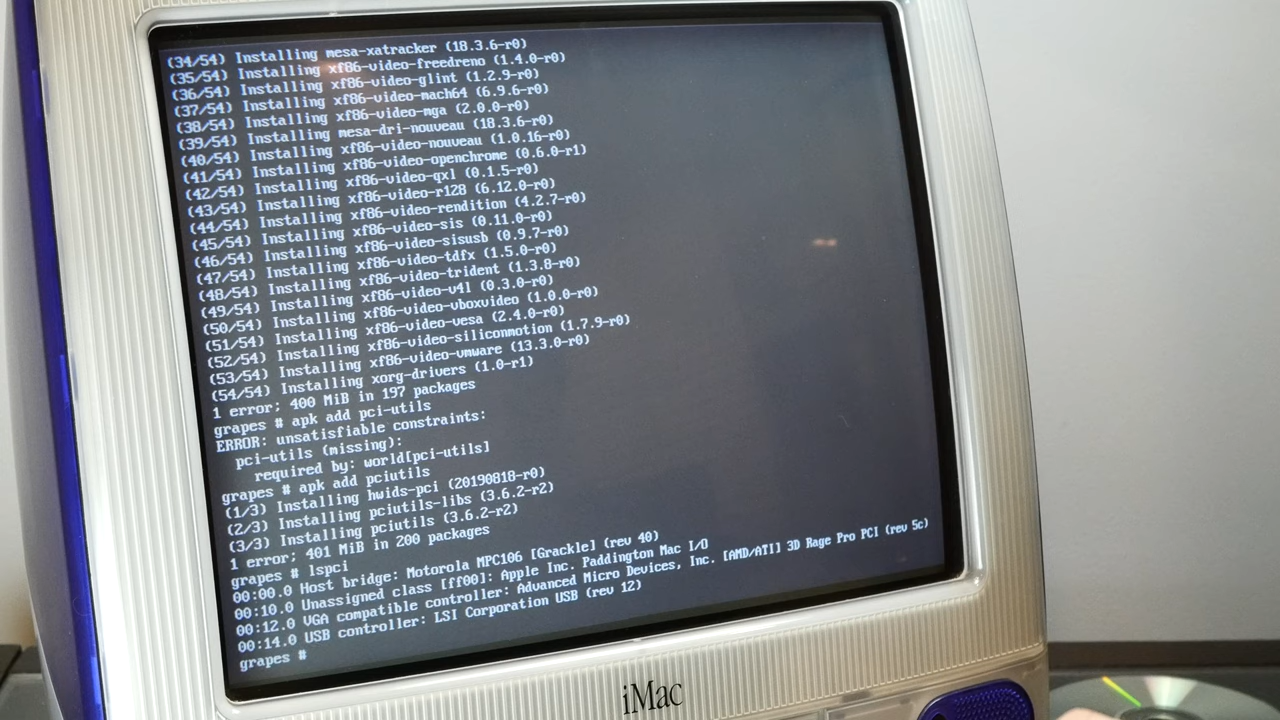 (34/54) Installing mesa-xatracker (18.3.6-r0)
(35/54) Installing xf86-video-freedreno (1.4.0-r0)
(36/54) Installing xf86-video-glint (1.2.9-r0)
(37/54) Installing xf86-video-mach64 (6.9.6-r0)
(38/54) Installing xf86-video-mga (2.0.0-r0)
(39/54) Installing mesa-dri-nouveau (18.3.6-r0)
(40/54) Installing xf86-video-nouveau (1.0.16-r0)
(41/54) Installing xf86-video-openchrome (0.6.0-r1)
(42/54) Installing xf86-video-qxl (0.1.5-r0)
(43/54) Installing xf86-video-r128 (6.12.0-r0)
(44/54) Installing xf86-video-rendition (4.2.7-r0)
(45/54) Installing xf86-video-sis (0.11.0-r0)
(46/54) Installing xf86-video-sisusb (0.9.7-r0)
(47/54) Installing xf86-video-tdfx (1.5.0-r0)
(48/54) Installing xf86-video-trident (1.3.8-r0)
(49/54) Installing xf86-video-v4l (0.3.0-r0)
(50/54) Installing xf86-video-vboxvideo (1.0.0-r0)
(51/54) Installing xf86-video-vesa (2.4.0-r0)
(52/54) Installing xf86-video-siliconmotion (1.7.9-r0)
(53/54) Installing xf86-video-vmware (13.3.0-r0)
(54/54) Installing xorg-drivers (1.0-r1)
1 error; 400 MiB in 197 packages
grapes # apk add pci-utils
ERROR: unsatisfiable constraints:
pci-utils (missing):
required by: world[pci-utils]
grapes # apk add pciutils
(1/3) Installing hwids-pci (20190818-r0)
(2/3) Installing pciutils-libs (3.6.2-r2)
(3/3) Installing pciutils (3.6.2-r2)
1 error; 401 MiB in 200 packages
grapes # lspci
00:00.0 Host bridge: Motorola MPC106 [Grackle] (rev 40)
00:10.0 Unassigned class [ff00]: Apple Inc. Paddington Mac I/O
00:12.0 VGA compatible controller: Advanced Micro Devices, Inc. [AMD/ATI] 3D Rage Pro PCI (rev 5c)
00:14.0 USB controller: LSI Corporation USB (rev 12)
grapes #
iMac